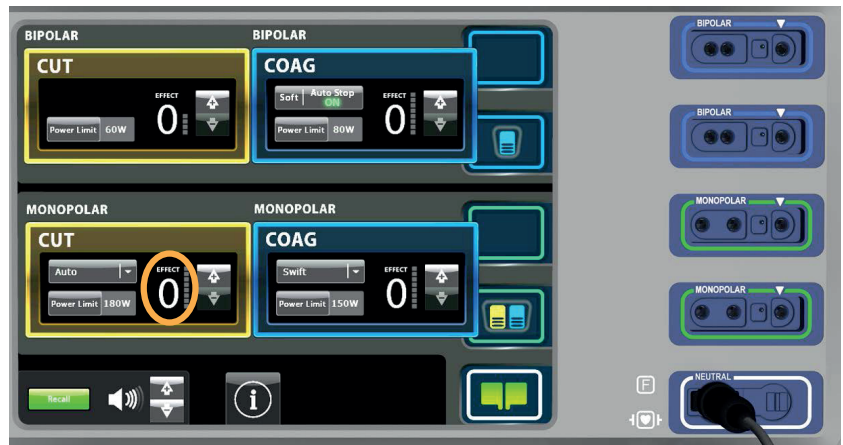 BIPOLAR
CUT
EFFECT
0
Power Limit 60W
BIPOLAR
COAG
Soft Auto Stop
ON
EFFECT
0
Power Limit 80W
MONOPOLAR
CUT
Auto
EFFECT
0
Power Limit 180W
MONOPOLAR
COAG
Swift
EFFECT
0
Power Limit 150W
Recall
i
BIPOLAR
BIPOLAR
MONOPOLAR
MONOPOLAR
NEUTRAL
F